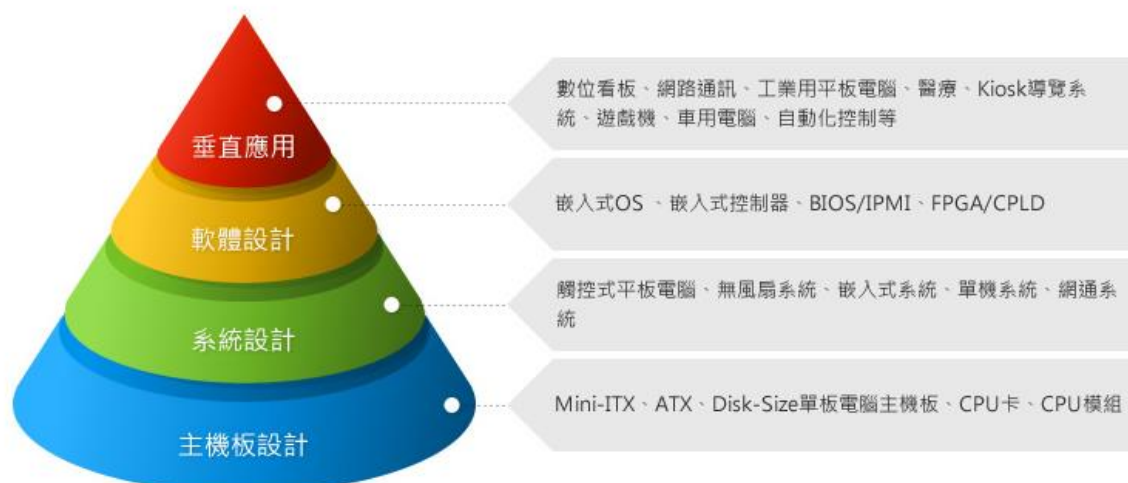 垂直應用
數位看板、網路通訊、工業用平板電腦、醫療、Kiosk導覽系
統、遊戲機、車用電腦、自動化控制等
軟體設計
嵌入式OS 、嵌入式控制器、BIOS/IPMI、FPGA/CPLD
系統設計
觸控式平板電腦、無風扇系統、嵌入式系統、單機系統、網通系
統
主機板設計
Mini-ITX、ATX、Disk-Size單板電腦主機板、CPU卡、CPU模組